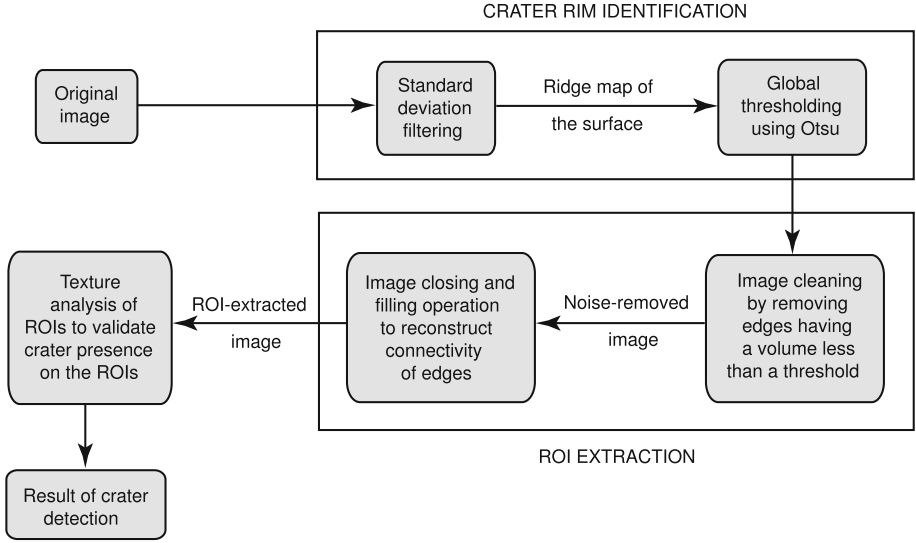 CRATER RIM IDENTIFICATION
Original
image
Standard
deviation
filtering
Ridge map of
the surface
Global
thresholding
using Otsu
Image cleaning
by removing
edges having
a volume less
than a threshold
Noise-removed
image
Image closing and
filling operation
to reconstruct
connectivity
of edges
ROI-extracted
image
Texture
analysis of
ROIs to validate
crater presence
on the ROIs
Result of crater
detection
ROI EXTRACTION